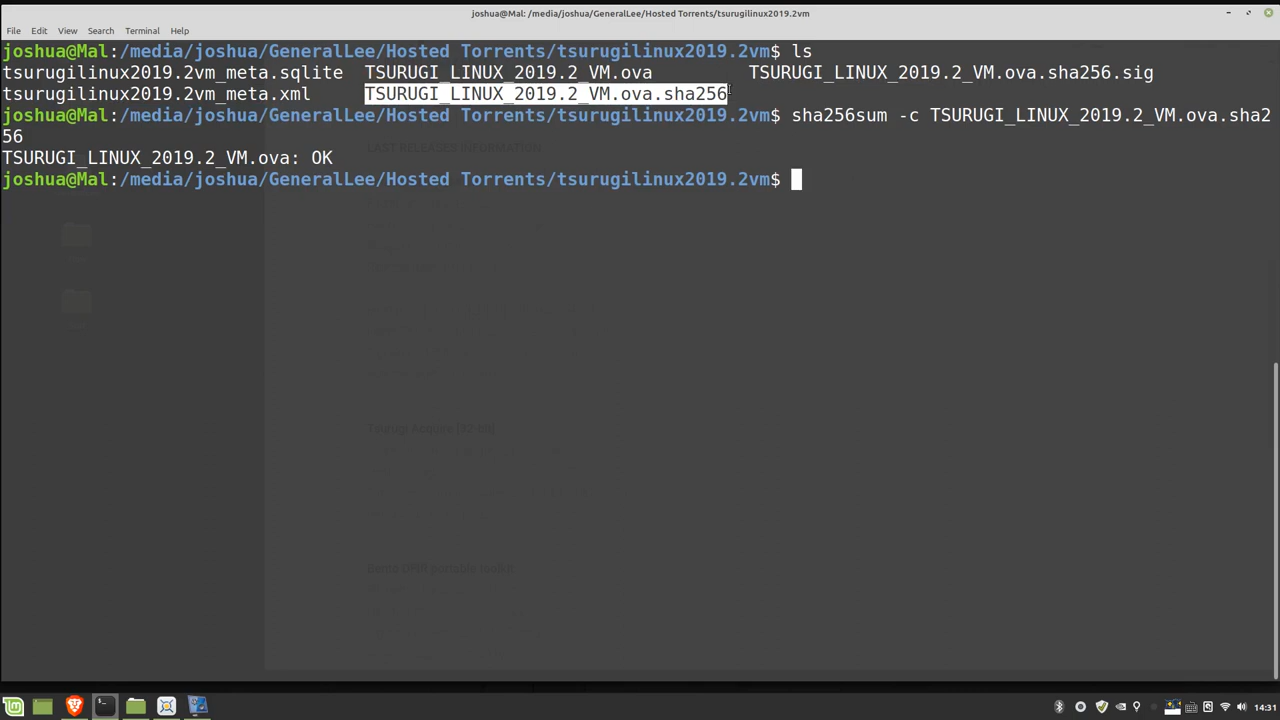 joshua@Mal: /media/joshua/GeneralLee/Hosted Torrents/tsurugilinux2019.2vm
File Edit View Search Terminal Help
joshua@Mal:/media/joshua/GeneralLee/Hosted Torrents/tsurugilinux2019.2vm$ ls
tsurugilinux2019.2vm_meta.sqlite TSURUGI_LINUX_2019.2_VM.ova TSURUGI_LINUX_2019.2_VM.ova.sha256.sig
tsurugilinux2019.2vm_meta.xml TSURUGI_LINUX_2019.2_VM.ova.sha256
joshua@Mal:/media/joshua/GeneralLee/Hosted Torrents/tsurugilinux2019.2vm$ sha256sum -c TSURUGI_LINUX_2019.2_VM.ova.sha2
56
TSURUGI_LINUX_2019.2_VM.ova: OK
joshua@Mal:/media/joshua/GeneralLee/Hosted Torrents/tsurugilinux2019.2vm$
LAST RELEASES INFORMATION
14:31